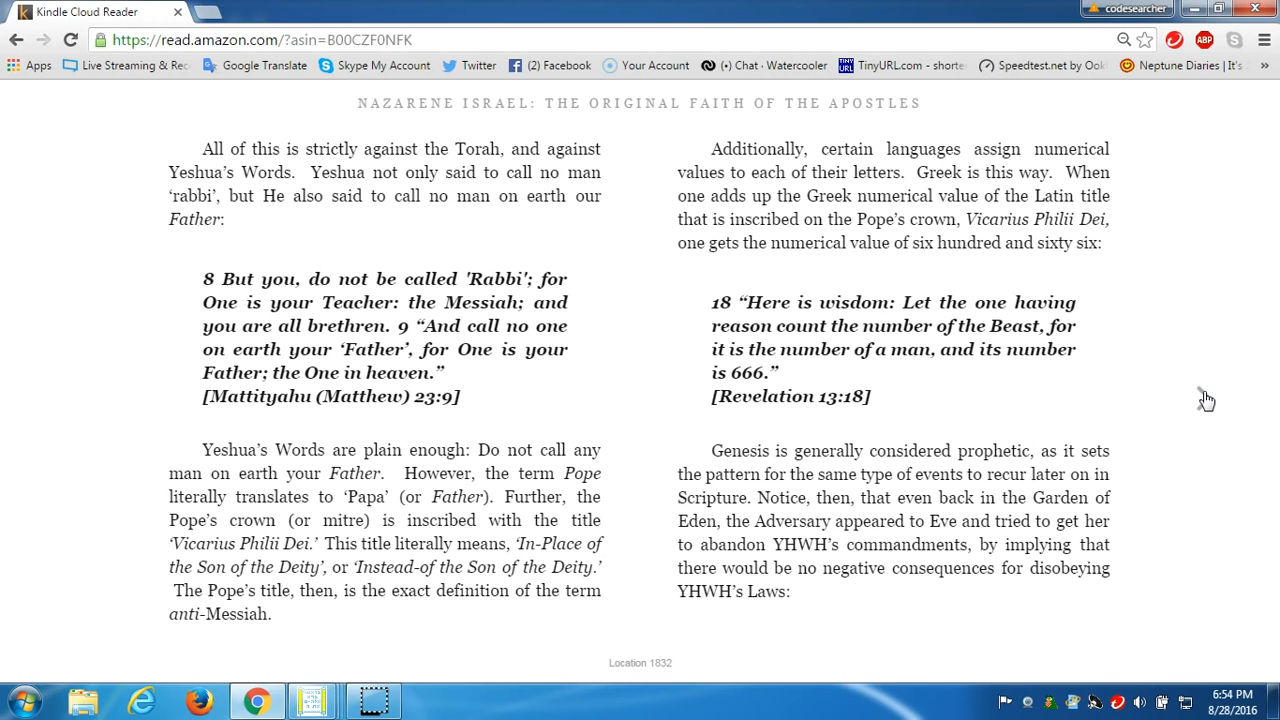 Kindle Cloud Reader
codesearcher
https://read.amazon.com/?asin=B00CZF0NFK
ABP
Apps
Live Streaming & Rec
Google Translate
Skype My Account
Twitter
(2) Facebook
Your Account
(·) Chat · Watercooler
TINY URL
TinyURL.com - shorte
Speedtest.net by Ook
Neptune Diaries | It's
»
NAZARENE ISRAEL: THE ORIGINAL FAITH OF THE APOSTLES
All of this is strictly against the Torah, and against
Yeshua's Words. Yeshua not only said to call no man
'rabbi', but He also said to call no man on earth our
Father:
8 But you, do not be called 'Rabbi'; for
One is your Teacher: the Messiah; and
you are all brethren. 9 “And call no one
on earth your ‘Father’, for One is your
Father; the One in heaven.”
[Mattityahu (Matthew) 23:9]
Yeshua’s Words are plain enough: Do not call any
man on earth your Father. However, the term Pope
literally translates to ‘Papa’ (or Father). Further, the
Pope’s crown (or mitre) is inscribed with the title
‘Vicarius Philii Dei.’ This title literally means, ‘In-Place of
the Son of the Deity’, or ‘Instead-of the Son of the Deity.’
The Pope’s title, then, is the exact definition of the term
anti-Messiah.
Additionally, certain languages assign numerical
values to each of their letters. Greek is this way. When
one adds up the Greek numerical value of the Latin title
that is inscribed on the Pope’s crown, Vicarius Philii Dei,
one gets the numerical value of six hundred and sixty six:
18 “Here is wisdom: Let the one having
reason count the number of the Beast, for
it is the number of a man, and its number
is 666.”
[Revelation 13:18]
Genesis is generally considered prophetic, as it sets
the pattern for the same type of events to recur later on in
Scripture. Notice, then, that even back in the Garden of
Eden, the Adversary appeared to Eve and tried to get her
to abandon YHWH’s commandments, by implying that
there would be no negative consequences for disobeying
YHWH’s Laws:
Location 1832
6:54 PM
8/28/2016